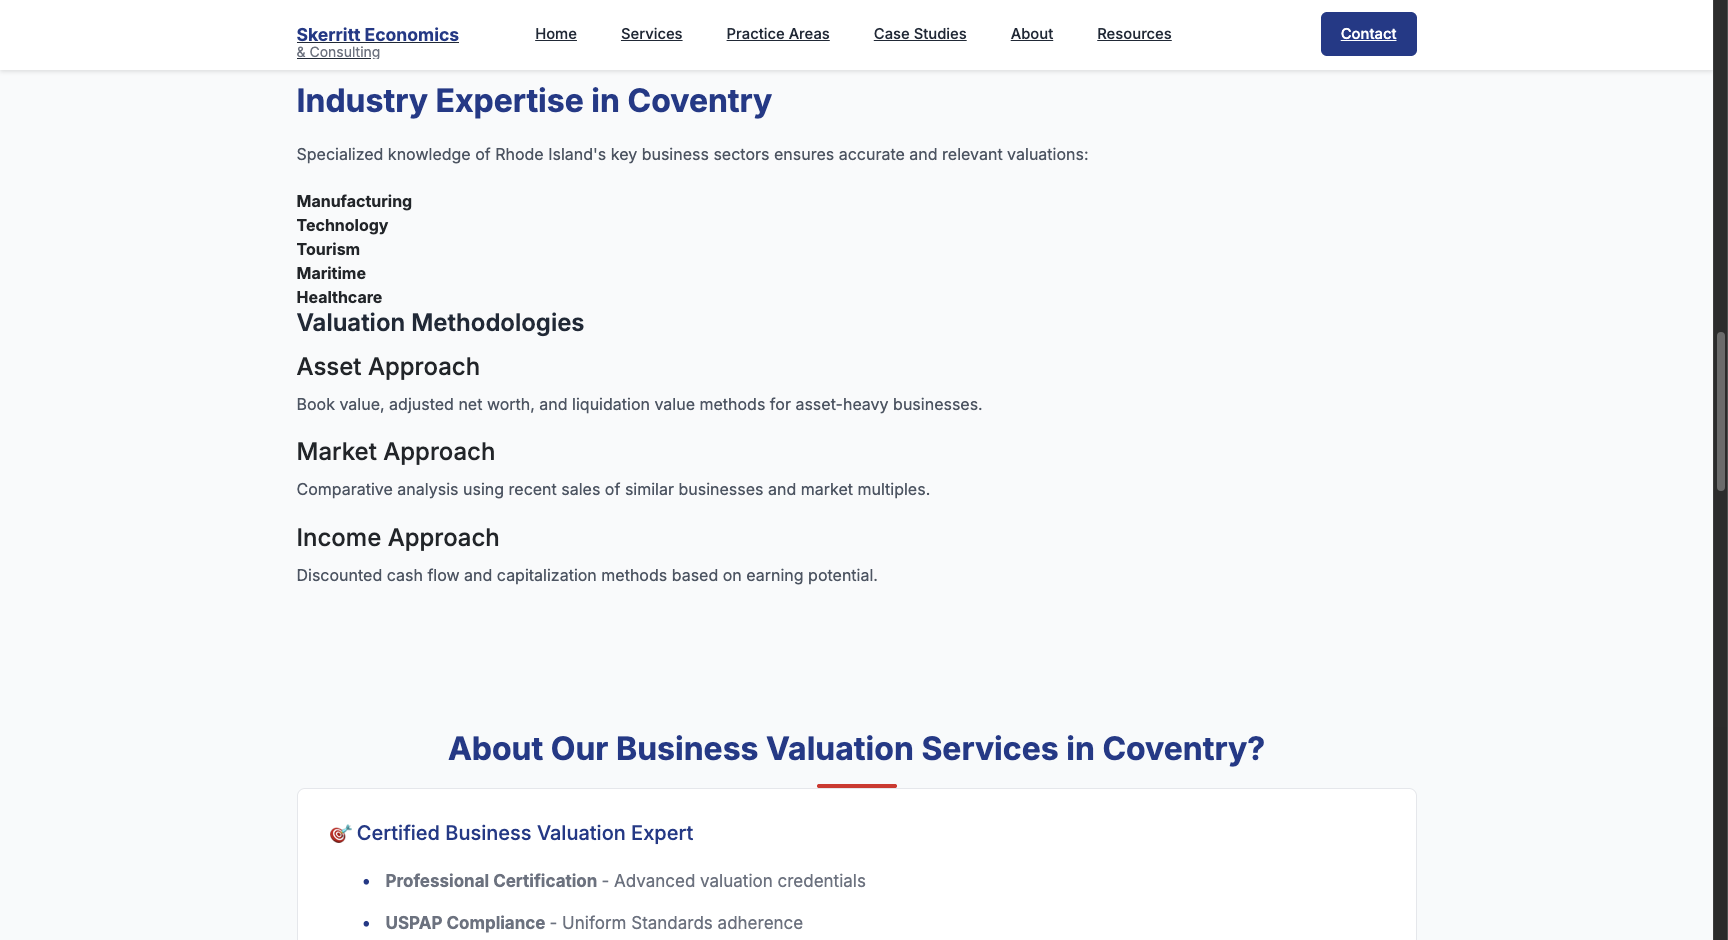 Skerritt Economics
& Consulting
Home
Services
Practice Areas
Case Studies
About
Resources
Contact
Industry Expertise in Coventry
Specialized knowledge of Rhode Island's key business sectors ensures accurate and relevant valuations:
Manufacturing
Technology
Tourism
Maritime
Healthcare
Valuation Methodologies
Asset Approach
Book value, adjusted net worth, and liquidation value methods for asset-heavy businesses.
Market Approach
Comparative analysis using recent sales of similar businesses and market multiples.
Income Approach
Discounted cash flow and capitalization methods based on earning potential.
About Our Business Valuation Services in Coventry?
🎯 Certified Business Valuation Expert
• Professional Certification - Advanced valuation credentials
• USPAP Compliance - Uniform Standards adherence